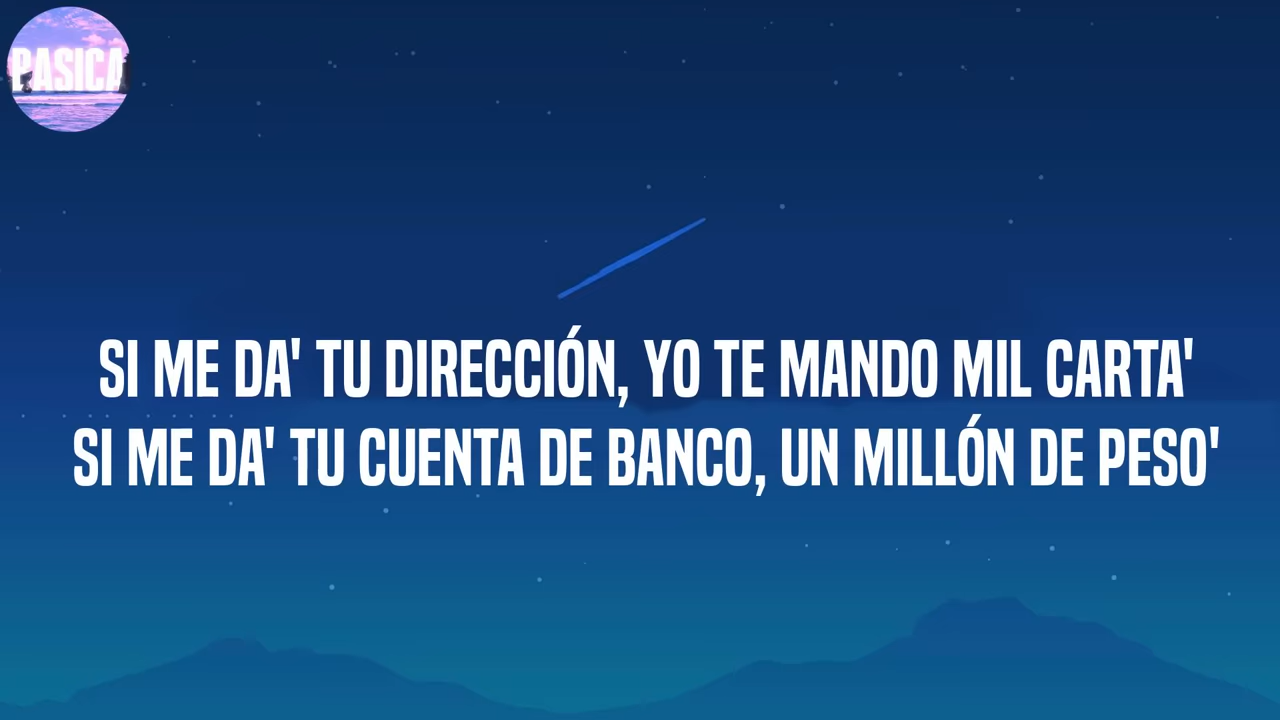 PASICA
SI ME DA' TU DIRECCIÓN, YO TE MANDO MIL CARTA'
SI ME DA' TU CUENTA DE BANCO, UN MILLÓN DE PESO'